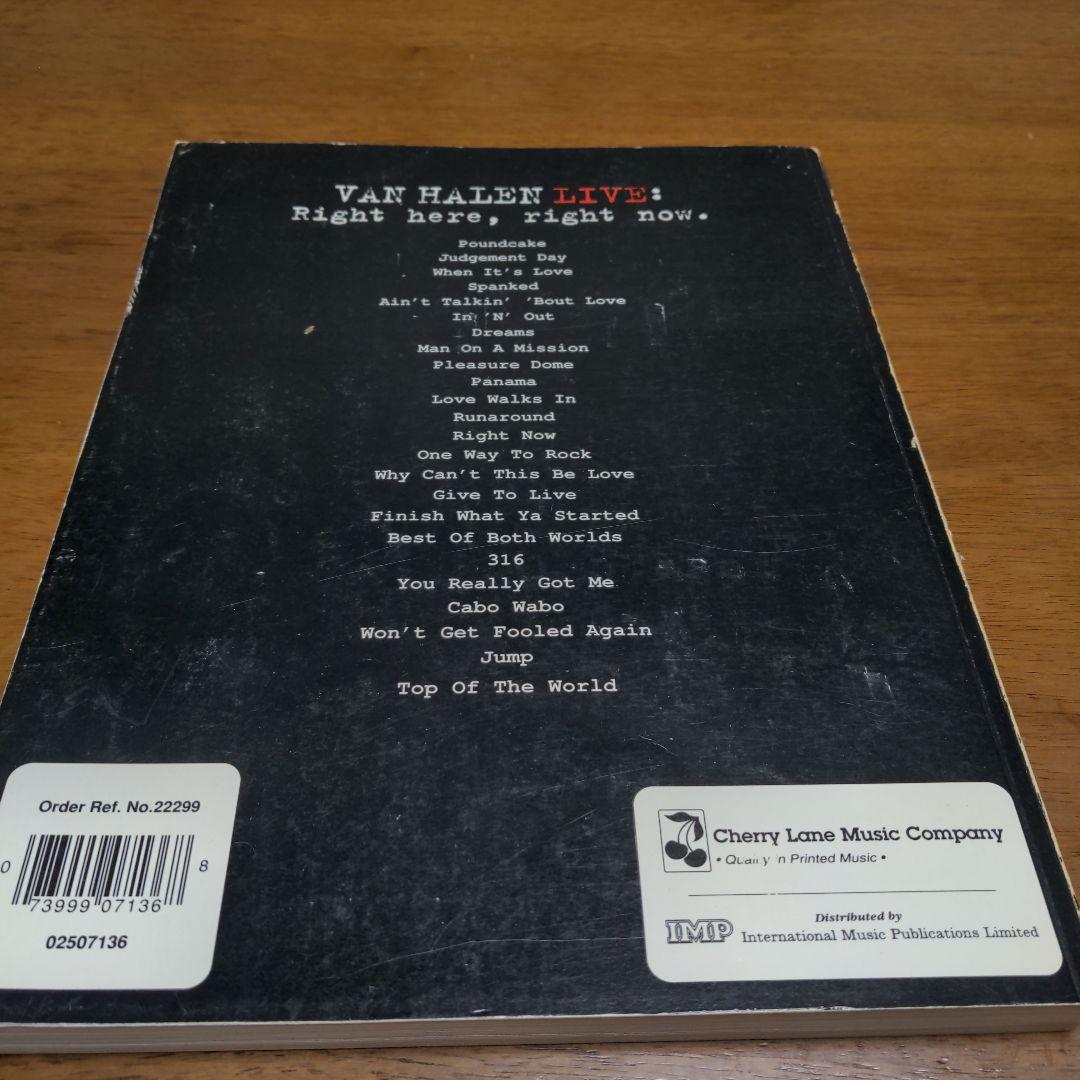 VAN HALEN LIVE:
Right here, right now.
Poundcake
Judgement Day
When It's Love
Spanked
Ain't Talkin' 'Bout Love
In 'N' Out
Dreams
Man On A Mission
Pleasure Dome
Panama
Love Walks In
Runaround
Right Now
One Way To Rock
Why Can't This Be Love
Give To Live
Finish What Ya Started
Best Of Both Worlds
316
You Really Got Me
Cabo Wabo
Won't Get Fooled Again
Jump
Top Of The World
Order Ref. No.22299
0 73999 07136 8
02507136
Cherry Lane Music Company
• Quality in Printed Music •
Distributed by
IMP International Music Publications Limited